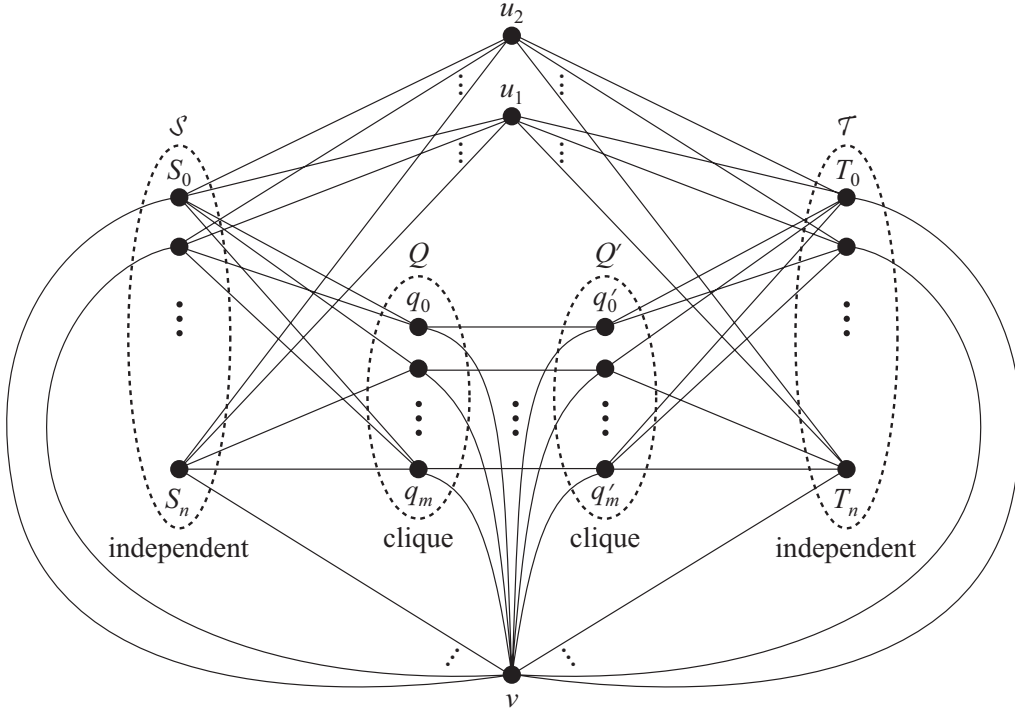 u₂
u₁
𝒮 𝒯
S₀ T₀
Q Q′
q₀ q′₀
qₘ q′ₘ
Sₙ Tₙ
independent clique clique independent
v